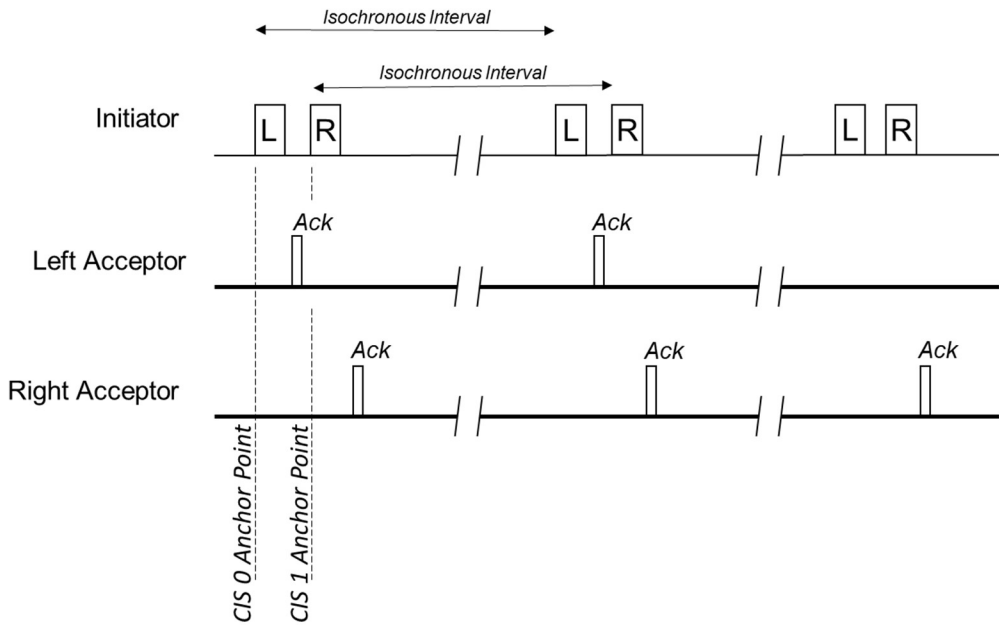 Isochronous Interval
Isochronous Interval
Initiator
L R L R L R
Ack Ack
Left Acceptor
Ack Ack Ack
Right Acceptor
CIS 0 Anchor Point
CIS 1 Anchor Point